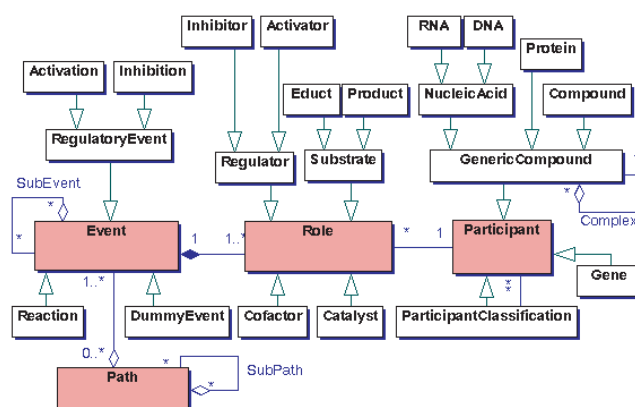 Inhibitor Activator RNA DNA
Protein
Activation Inhibition
Educt Product NucleicAcid Compound
RegulatoryEvent
Regulator Substrate GenericCompound
SubEvent
*
*
*
*
Complex
Event 1 1..* Role * 1 Participant
1..*
*
*
Gene
Reaction DummyEvent Cofactor Catalyst ParticipantClassification
0..*
*
SubPath
Path *